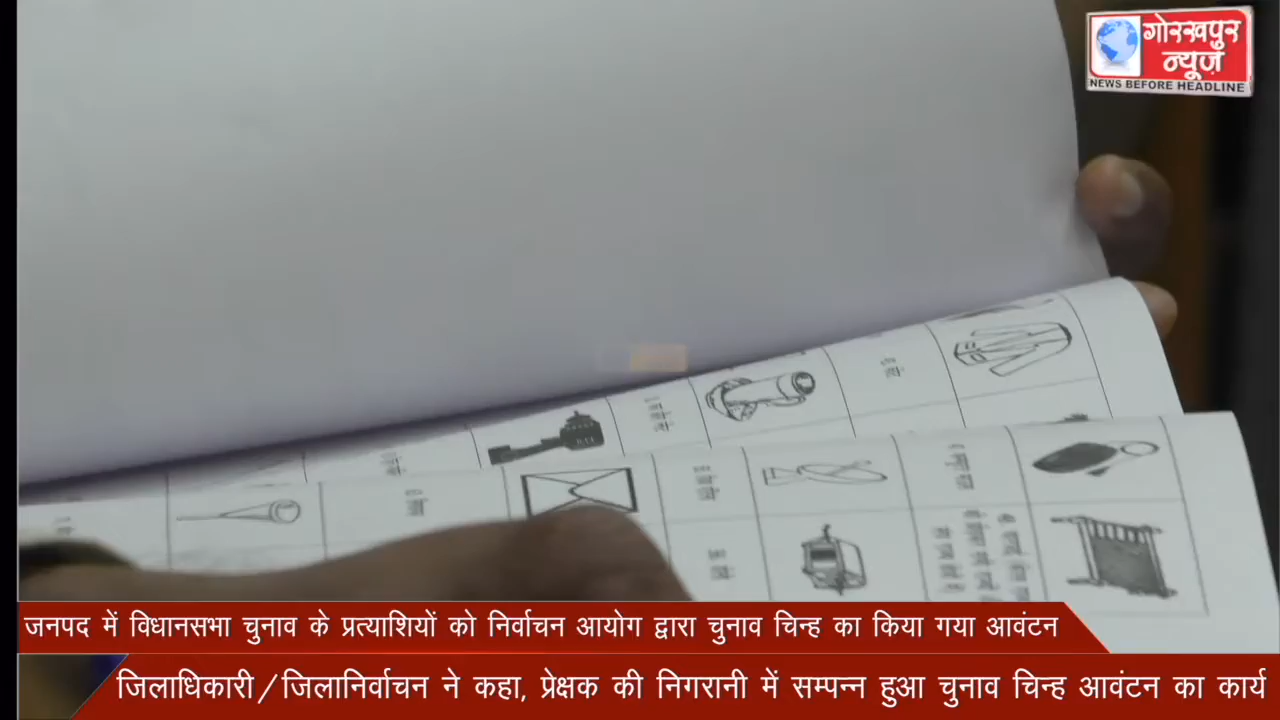 गोरखपुर
न्यूज़
NEWS BEFORE HEADLINE
जनपद में विधानसभा चुनाव के प्रत्याशियों को निर्वाचन आयोग द्वारा चुनाव चिन्ह का किया गया आवंटन
जिलाधिकारी/जिलानिर्वाचन ने कहा, प्रेक्षक की निगरानी में सम्पन्न हुआ चुनाव चिन्ह आवंटन का कार्य